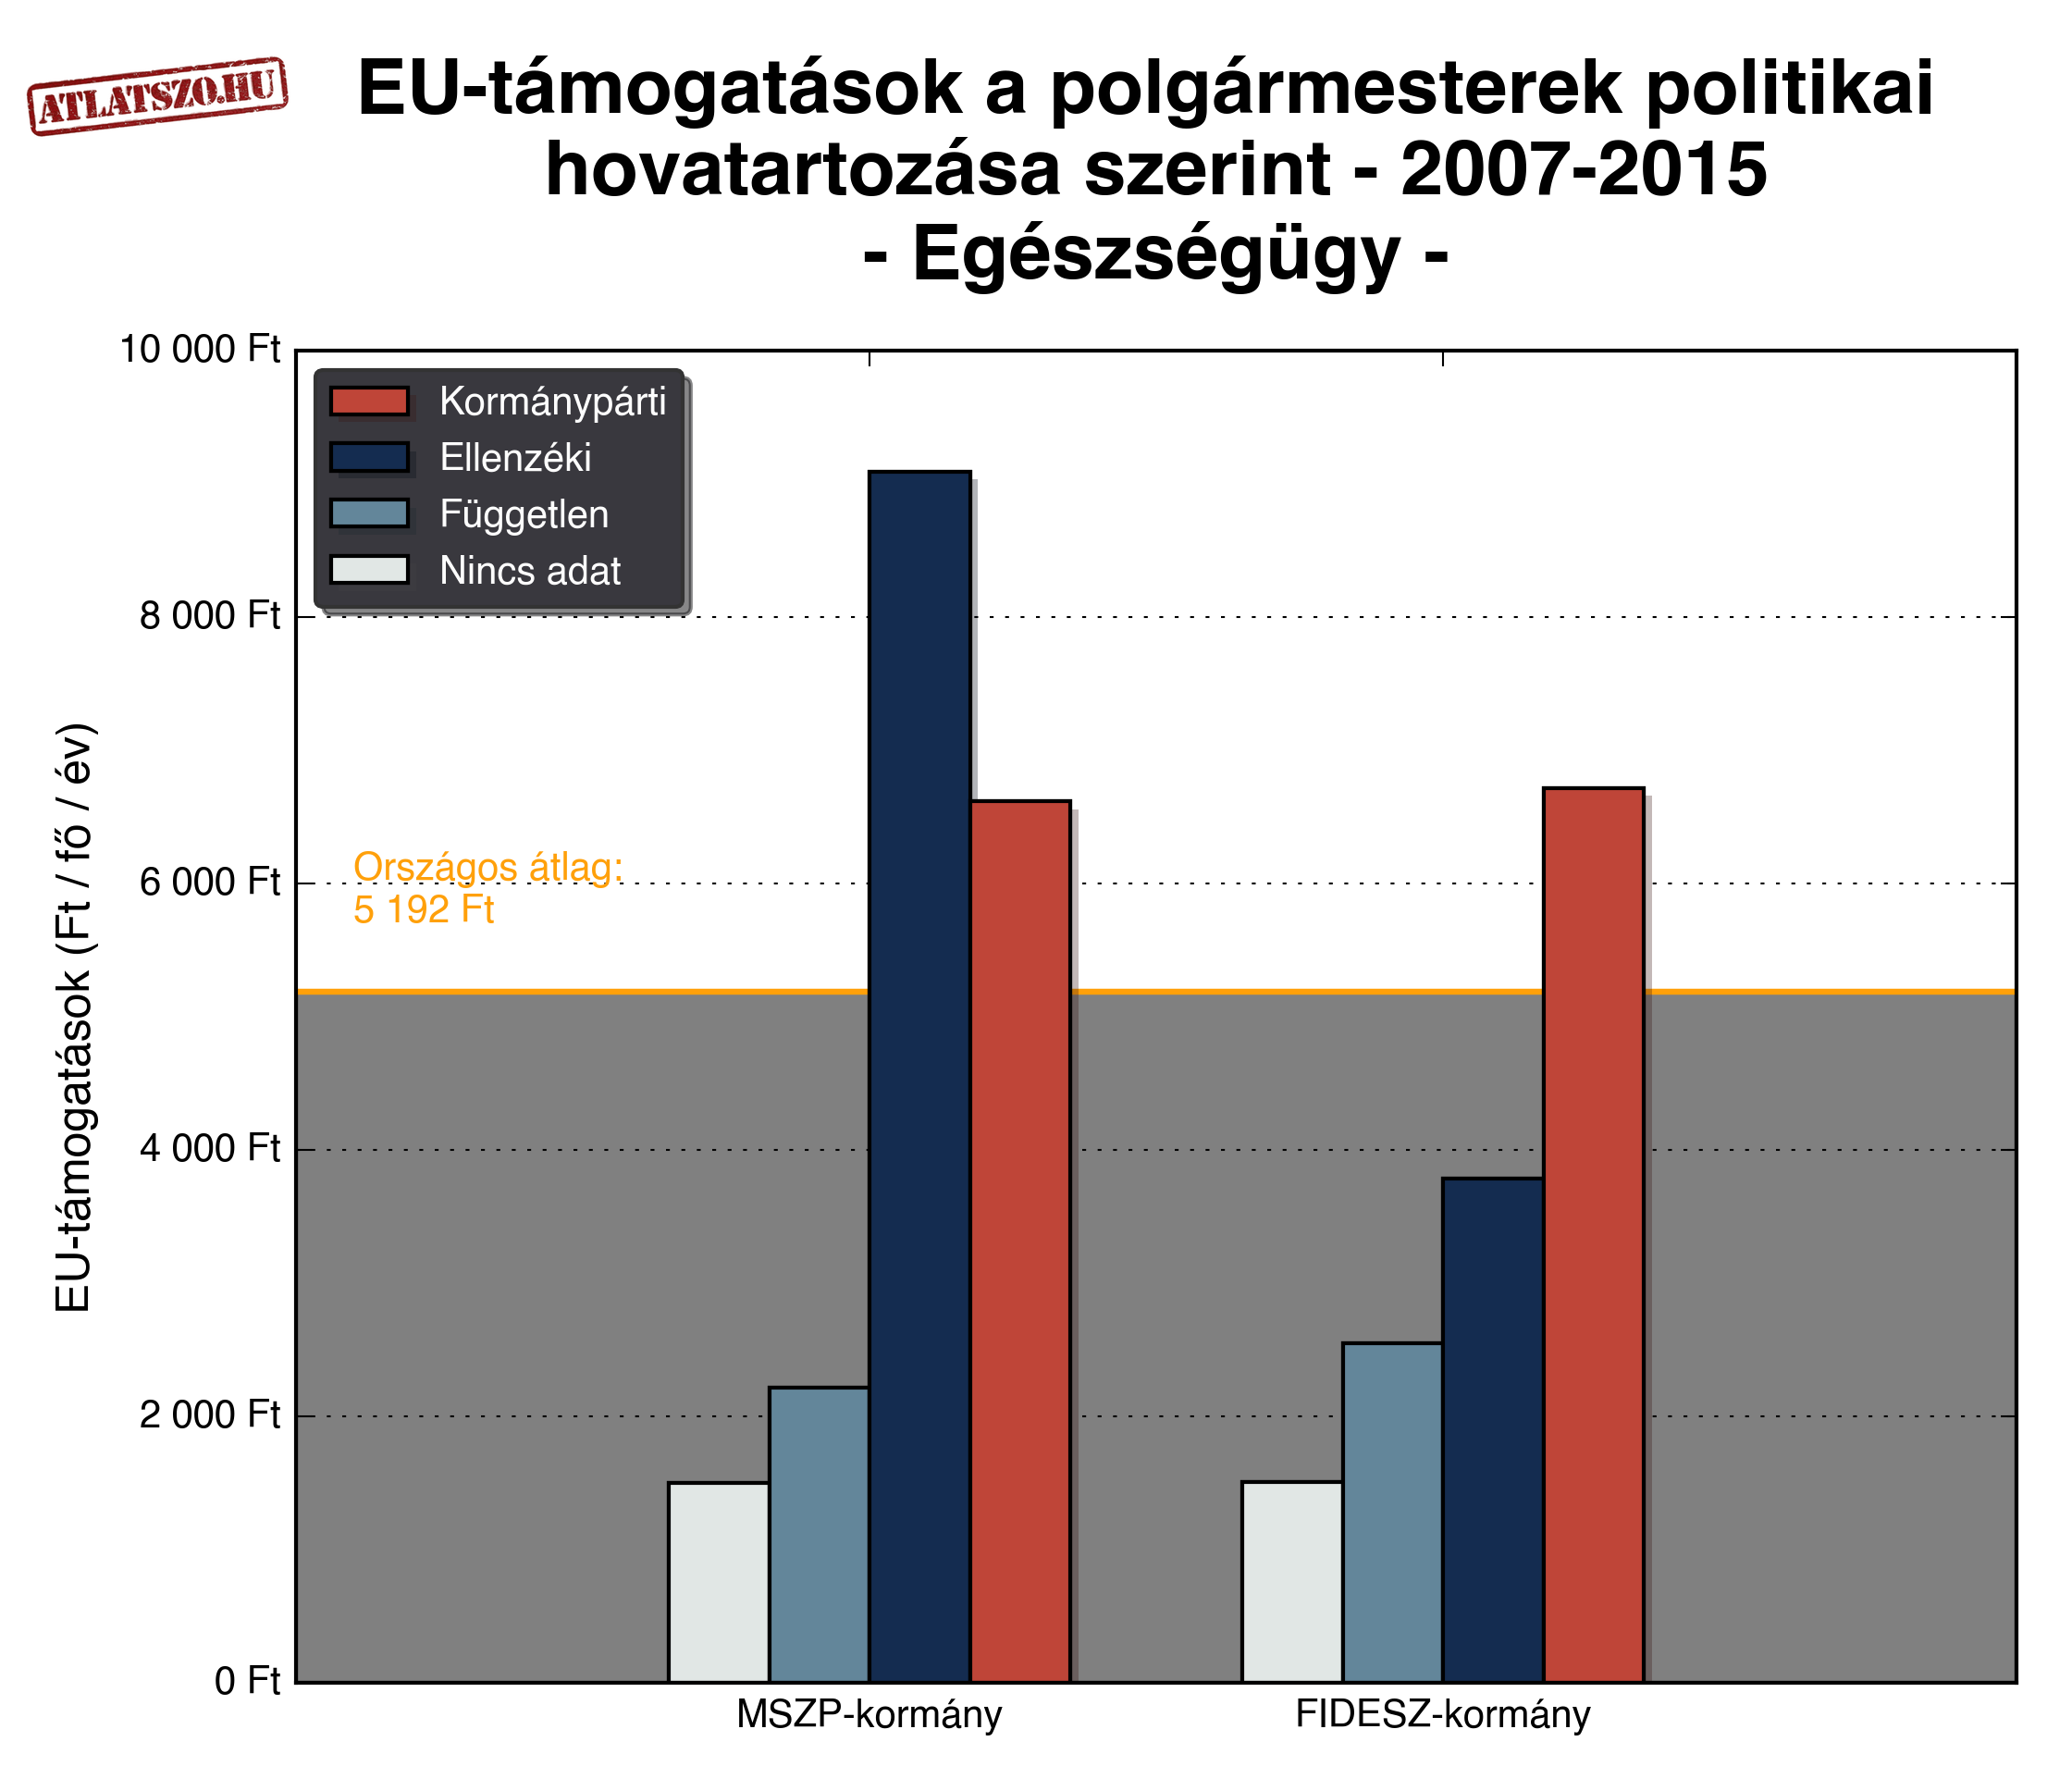 ATLATSZO.HU
EU-támogatások a polgármesterek politikai
hovatartozása szerint - 2007-2015
- Egészségügy -
10 000 Ft
8 000 Ft
6 000 Ft
4 000 Ft
2 000 Ft
0 Ft
EU-támogatások (Ft / fő / év)
Kormánypárti
Ellenzéki
Független
Nincs adat
Országos átlag:
5 192 Ft
MSZP-kormány
FIDESZ-kormány